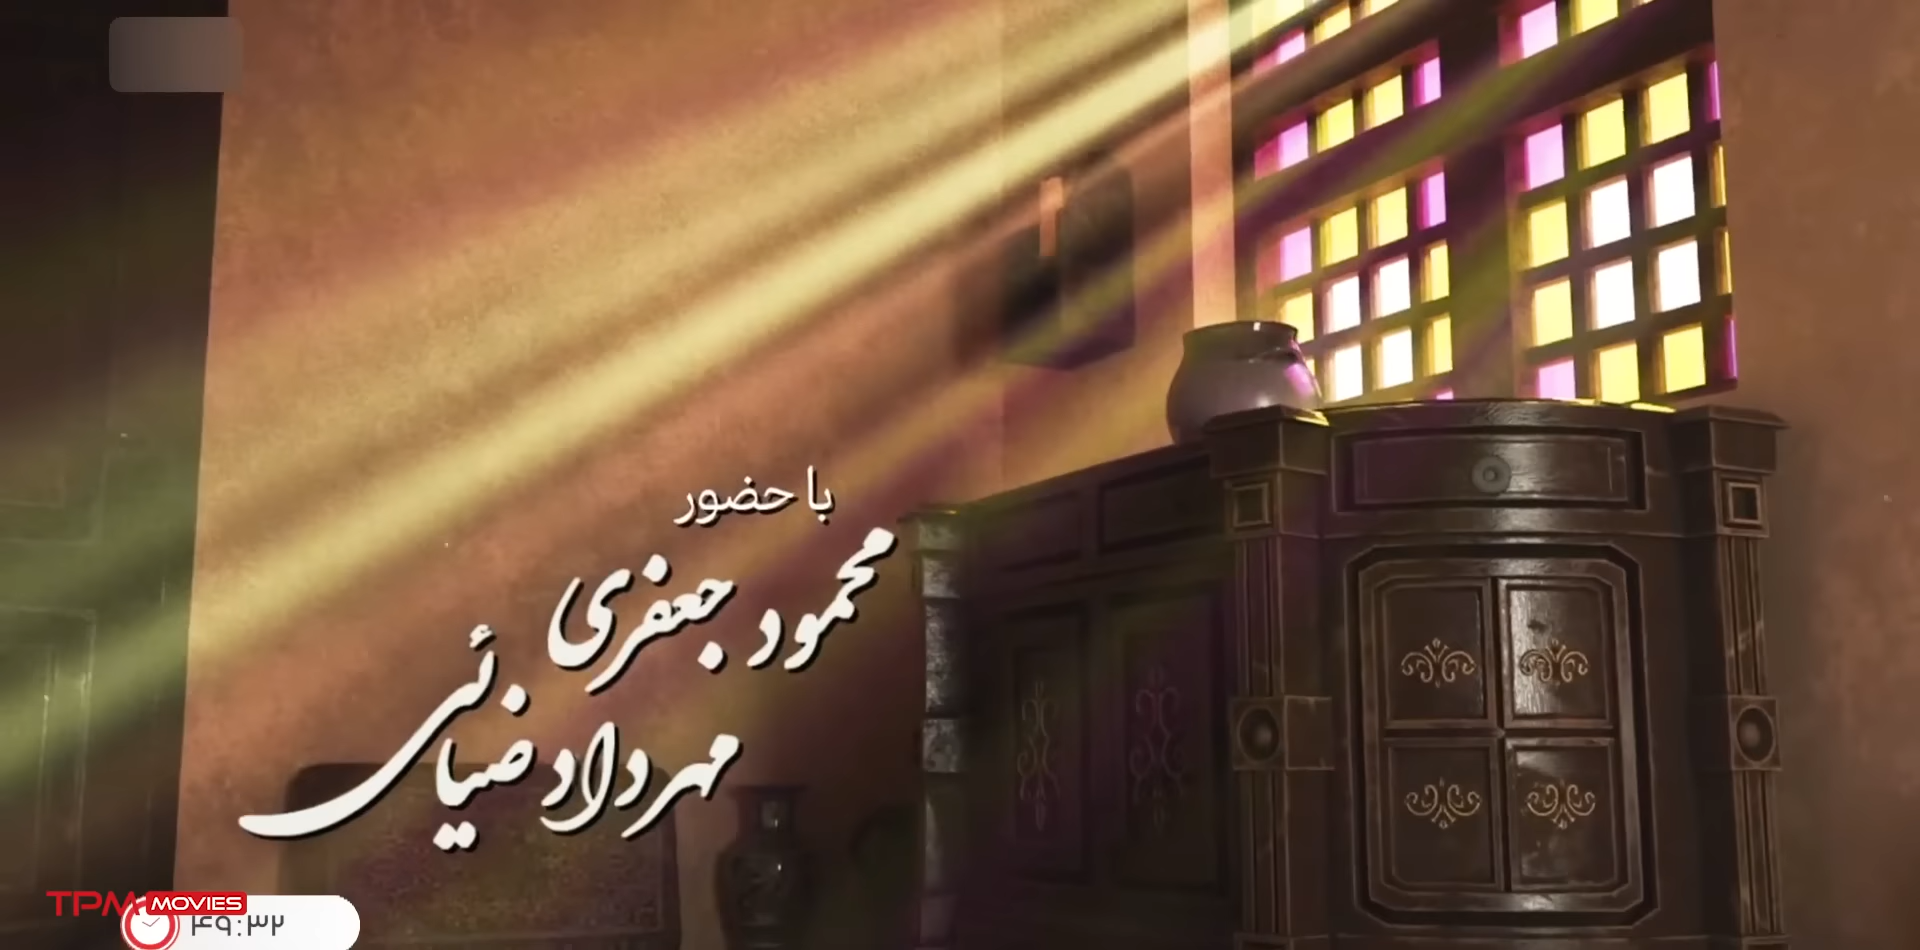 با حضور
محمود جعفری
مهرداد ضیائی
TPM MOVIES
۴۹:۳۲